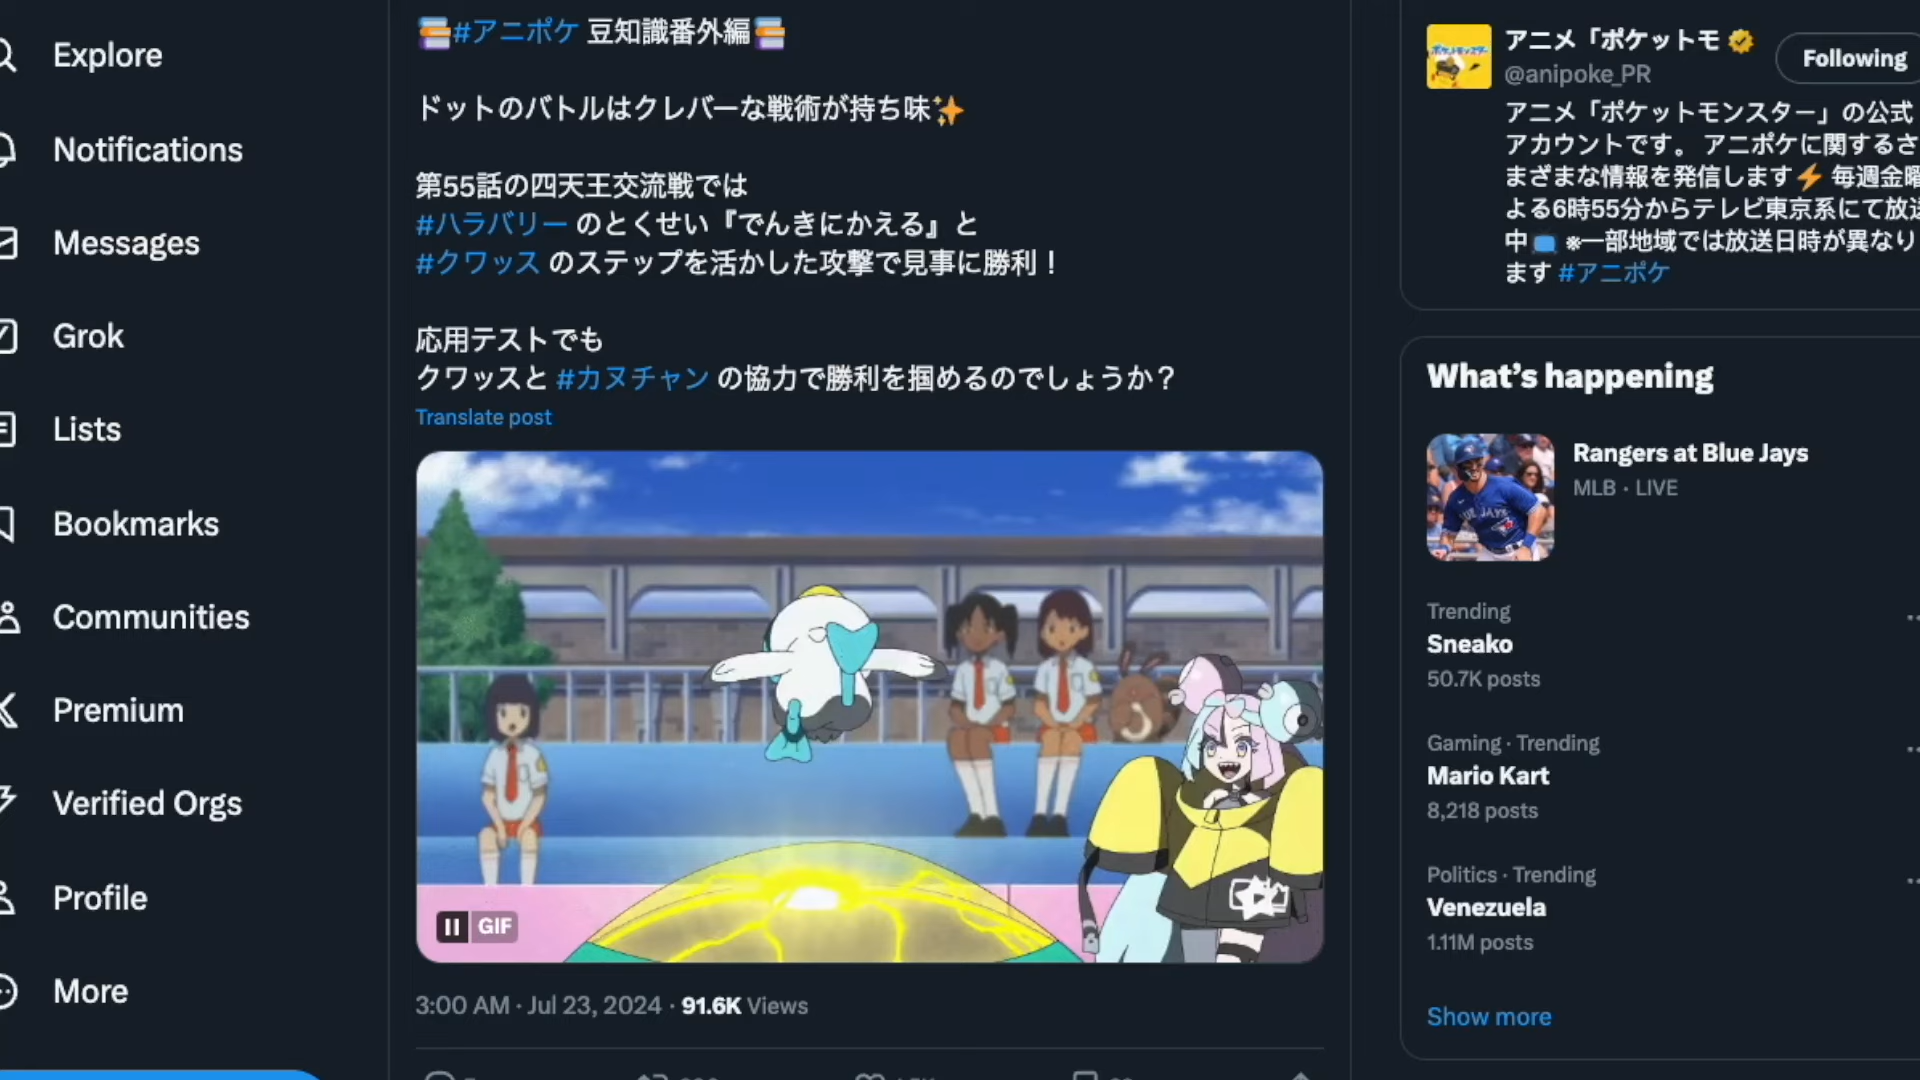 Explore
Notifications
Messages
Grok
Lists
Bookmarks
Communities
Premium
Verified Orgs
Profile
More
#アニポケ 豆知識番外編
ドットのバトルはクレバーな戦術が持ち味✨
第55話の四天王交流戦では
#ハラバリー のとくせい『でんきにかえる』と
#クワッス のステップを活かした攻撃で見事に勝利！
応用テストでも
クワッスと #カヌチャン の協力で勝利を掴めるのでしょうか？
Translate post
GIF
3:00 AM · Jul 23, 2024 · 91.6K Views
アニメ「ポケットモ
Following
@anipoke_PR
アニメ「ポケットモンスター」の公式
アカウントです。 アニポケに関するさ
まざまな情報を発信します⚡ 毎週金曜
よる6時55分からテレビ東京系にて放送
中📺 ※一部地域では放送日時が異なり
ます #アニポケ
What's happening
Rangers at Blue Jays
MLB · LIVE
Trending
Sneako
50.7K posts
Gaming · Trending
Mario Kart
8,218 posts
Politics · Trending
Venezuela
1.11M posts
Show more